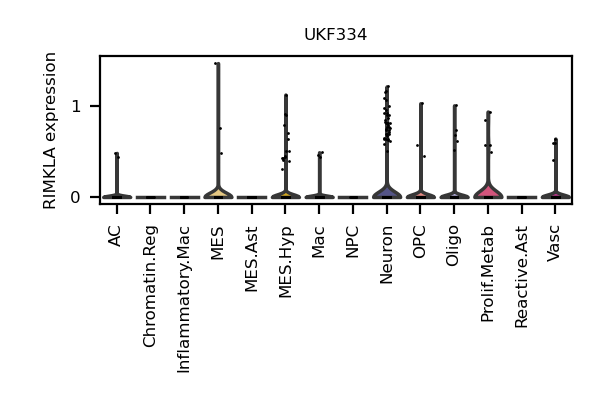 UKF334
RIMKLA expression
1
0
AC
Chromatin.Reg
Inflammatory.Mac
MES
MES.Ast
MES.Hyp
Mac
NPC
Neuron
OPC
Oligo
Prolif.Metab
Reactive.Ast
Vasc